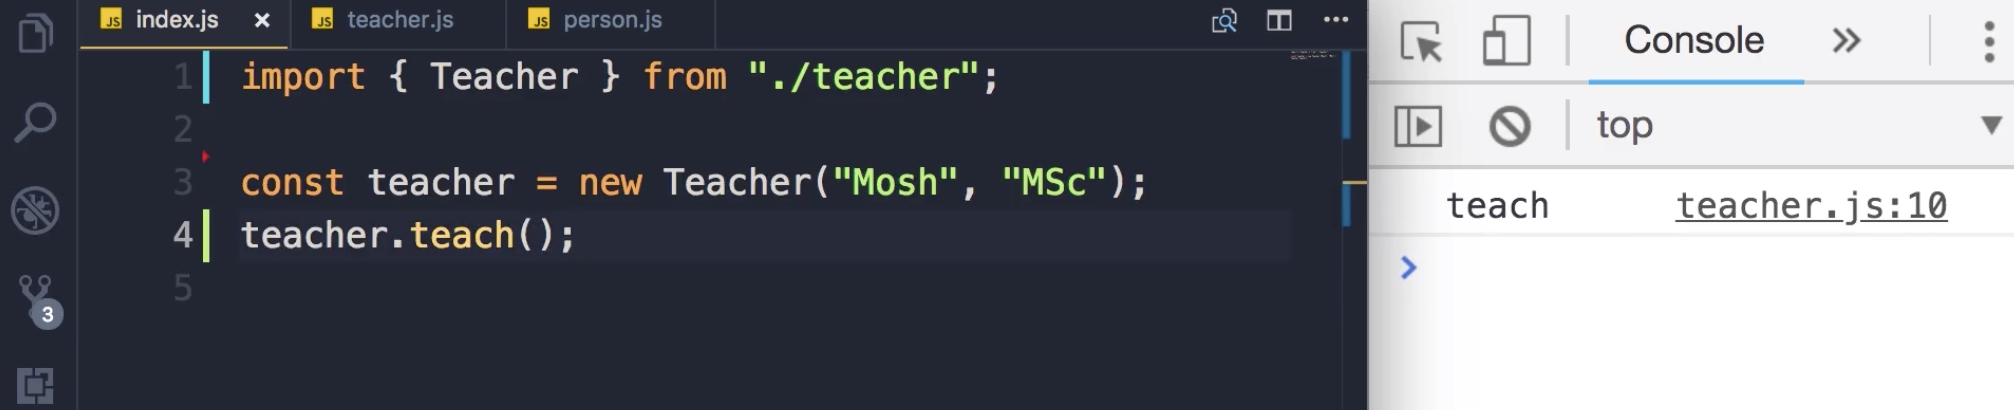 JS index.js × JS teacher.js JS person.js
1 import { Teacher } from "./teacher";
2
3 const teacher = new Teacher("Mosh", "MSc");
4 teacher.teach();
5
3
Console
top
teach teacher.js:10